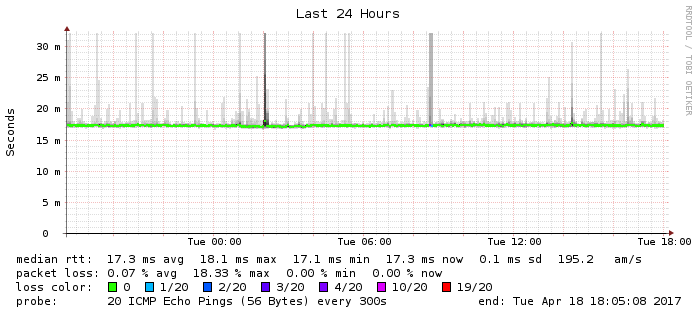 Last 24 Hours
RRDTOOL / TOBI OETIKER
Seconds
30 m
25 m
20 m
15 m
10 m
5 m
0
Tue 00:00 Tue 06:00 Tue 12:00 Tue 18:00
median rtt: 17.3 ms avg 18.1 ms max 17.1 ms min 17.3 ms now 0.1 ms sd 195.2 am/s
packet loss: 0.07 % avg 18.33 % max 0.00 % min 0.00 % now
loss color: 0 1/20 2/20 3/20 4/20 10/20 19/20
probe: 20 ICMP Echo Pings (56 Bytes) every 300s end: Tue Apr 18 18:05:08 2017